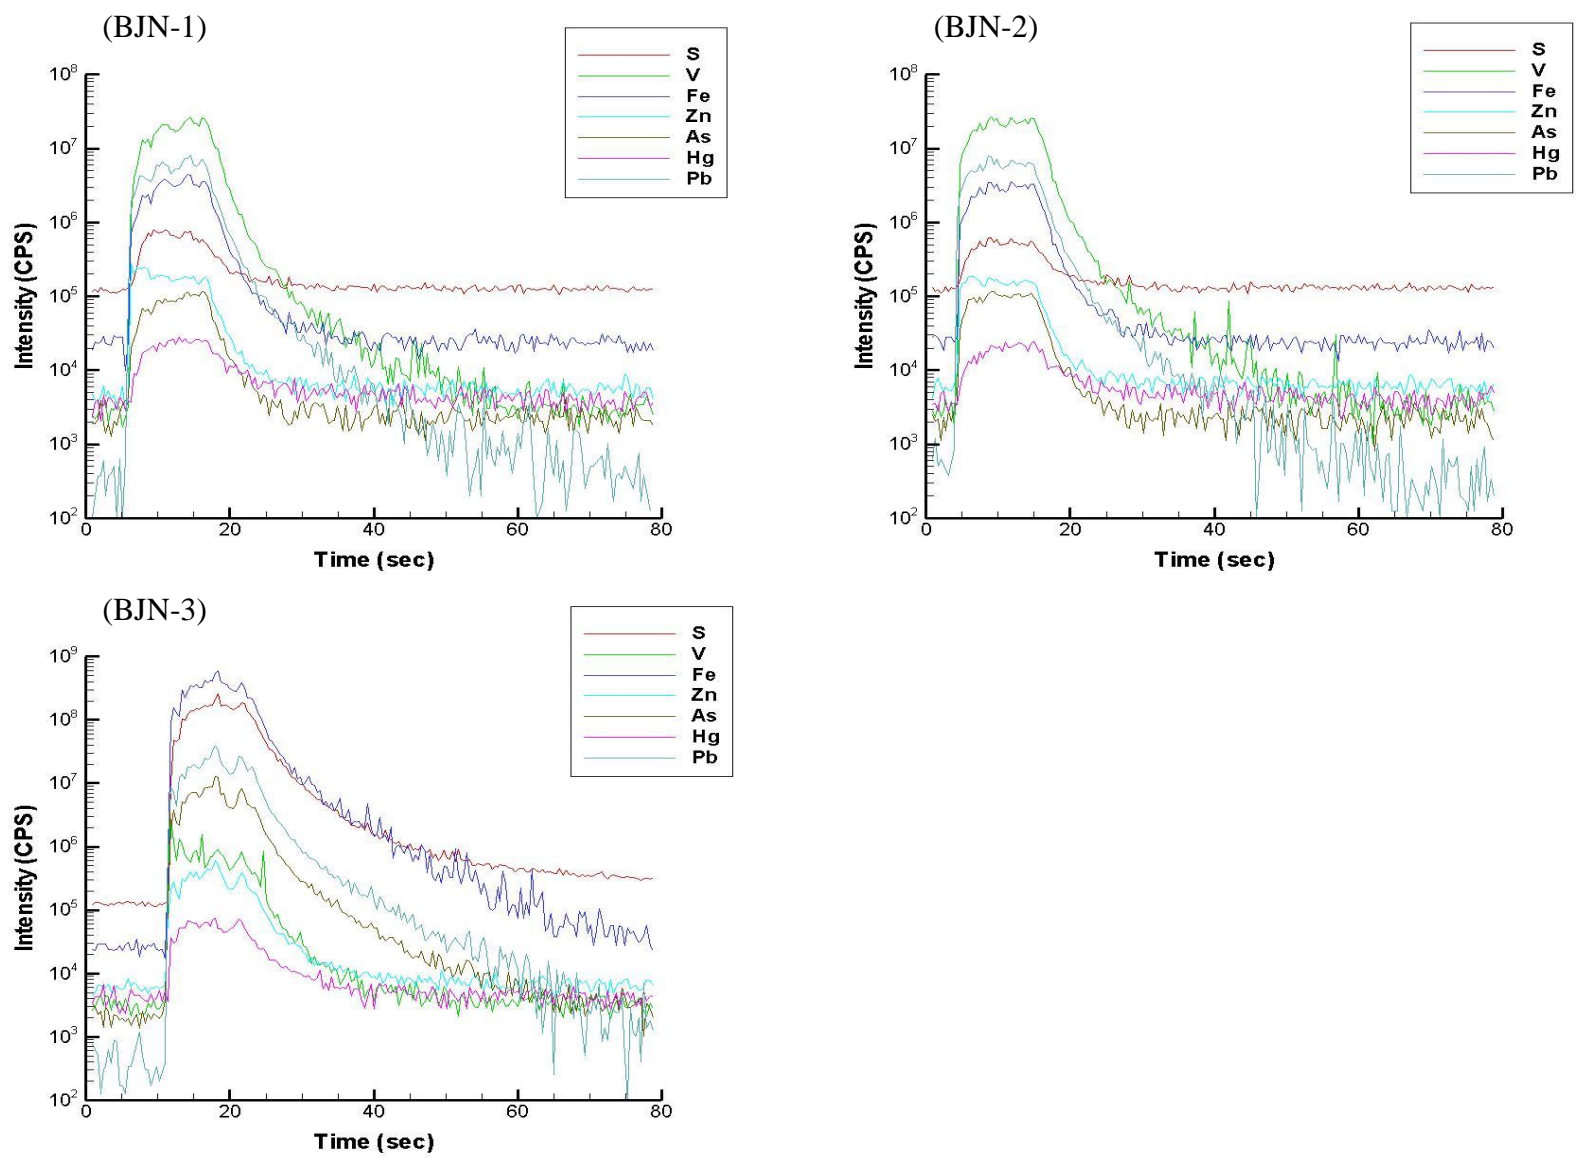 (BJN-1)
S
V
Fe
Zn
As
Hg
Pb
Intensity (CPS)
10^8
10^7
10^6
10^5
10^4
10^3
10^2
0 20 40 60 80
Time (sec)
(BJN-2)
S
V
Fe
Zn
As
Hg
Pb
Intensity (CPS)
10^8
10^7
10^6
10^5
10^4
10^3
10^2
0 20 40 60 80
Time (sec)
(BJN-3)
S
V
Fe
Zn
As
Hg
Pb
Intensity (CPS)
10^9
10^8
10^7
10^6
10^5
10^4
10^3
10^2
0 20 40 60 80
Time (sec)